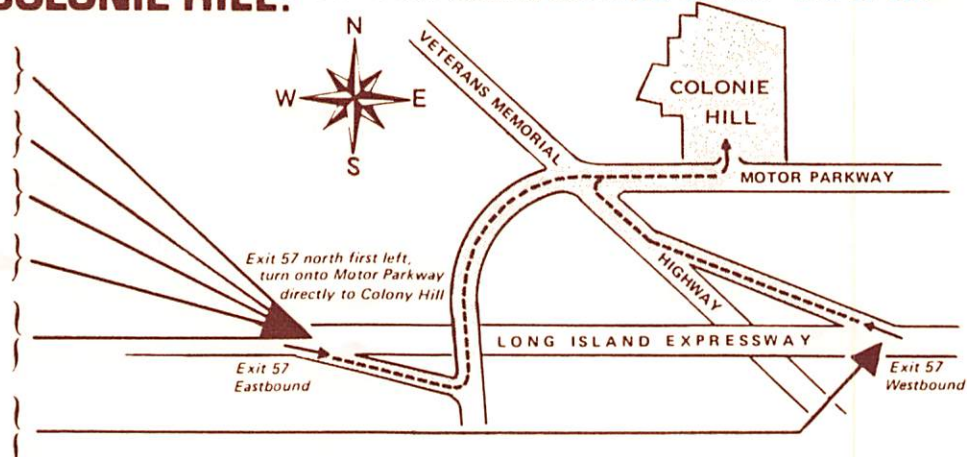 COLONIE HILL.
N
W
E
S
VETERANS MEMORIAL
COLONIE
HILL
MOTOR PARKWAY
Exit 57 north first left,
turn onto Motor Parkway
directly to Colony Hill
HIGHWAY
LONG ISLAND EXPRESSWAY
Exit 57
Eastbound
Exit 57
Westbound